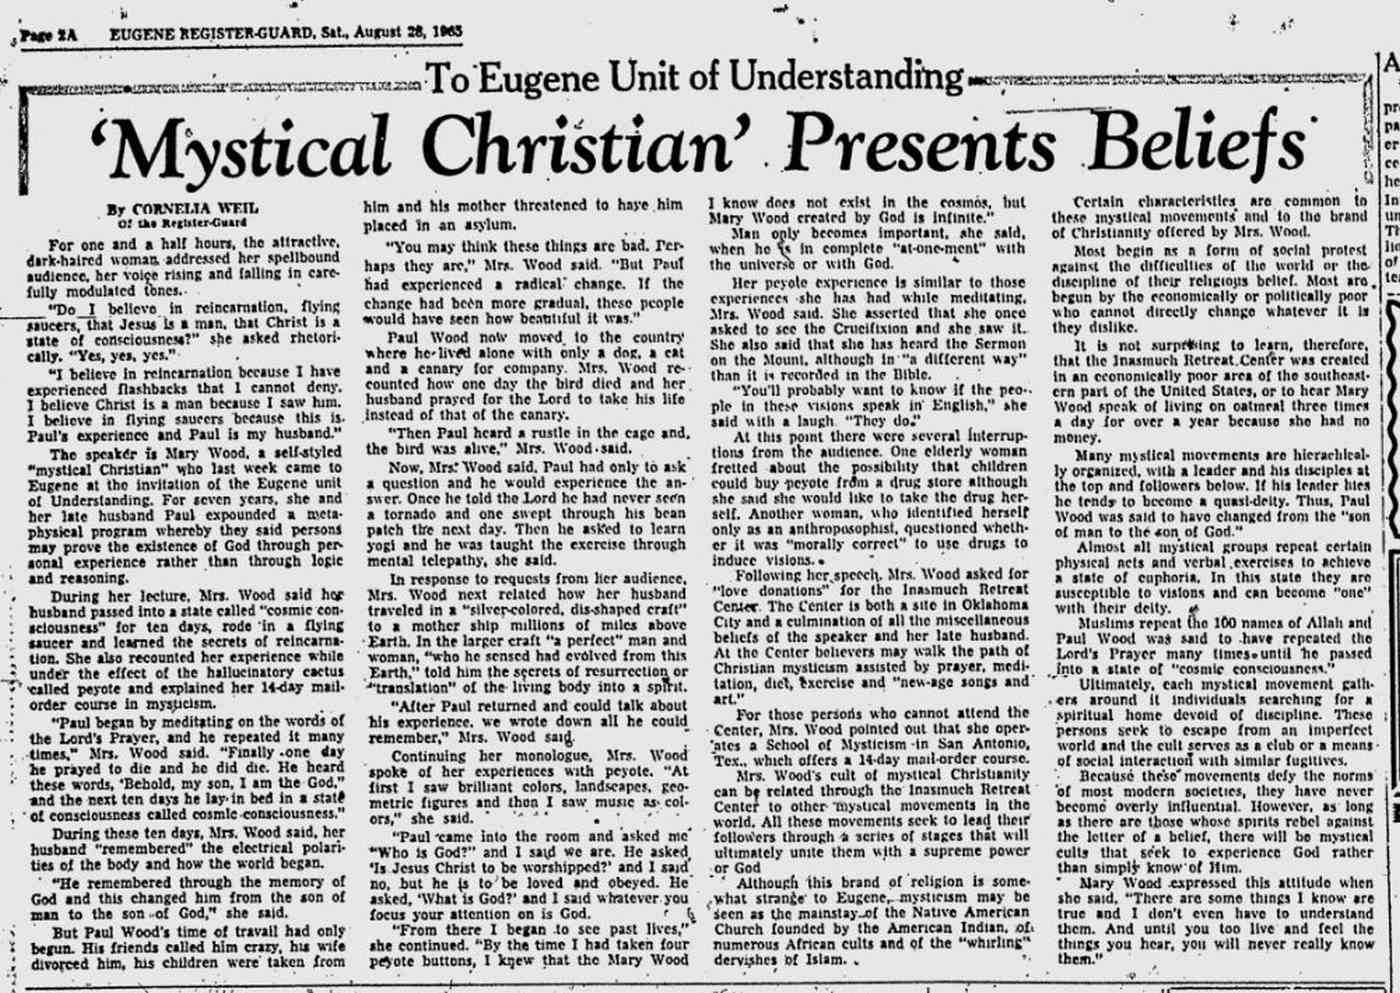 Page 2A EUGENE REGISTER-GUARD, Sat., August 28, 1965
To Eugene Unit of Understanding
'Mystical Christian' Presents Beliefs
By CORNELIA WEIL
Of the Register-Guard
For one and a half hours, the attractive,
dark-haired woman addressed her spellbound
audience, her voice rising and falling in care-
fully modulated tones.
"Do I believe in reincarnation, flying
saucers, that Jesus is a man, that Christ is a
state of consciousness?" she asked rhetori-
cally. "Yes, yes, yes."
"I believe in reincarnation because I have
experienced flashbacks that I cannot deny.
I believe Christ is a man because I saw him.
I believe in flying saucers because this is
Paul's experience and Paul is my husband."
The speaker is Mary Wood, a self-styled
"mystical Christian" who last week came to
Eugene at the invitation of the Eugene unit
of Understanding. For seven years, she and
her late husband Paul expounded a meta-
physical program whereby they said persons
may prove the existence of God through per-
sonal experience rather than through logic
and reasoning.
During her lecture, Mrs. Wood said her
husband passed into a state called "cosmic con-
sciousness" for ten days, rode in a flying
saucer and learned the secrets of reincarna-
tion. She also recounted her experience while
under the effect of the hallucinatory cactus
called peyote and explained her 14-day mail-
order course in mysticism.
"Paul began by meditating on the words of
the Lord's Prayer, and he repeated it many
times," Mrs. Wood said. "Finally one day
he prayed to die and he did die. He heard
these words, 'Behold, my son, I am the God,'
and the next ten days he lay in bed in a state
of consciousness called cosmic consciousness."
During these ten days, Mrs. Wood said, her
husband "remembered" the electrical polari-
ties of the body and how the world began.
"He remembered through the memory of
God and this changed him from the son of
man to the son of God," she said.
But Paul Wood's time of travail had only
begun. His friends called him crazy, his wife
divorced him, his children were taken from
him and his mother threatened to have him
placed in an asylum.
"You may think these things are bad. Per-
haps they are," Mrs. Wood said. "But Paul
had experienced a radical change. If the
change had been more gradual, these people
would have seen how beautiful it was."
Paul Wood now moved to the country
where he lived alone with only a dog, a cat
and a canary for company. Mrs. Wood re-
counted how one day the bird died and her
husband prayed for the Lord to take his life
instead of that of the canary.
"Then Paul heard a rustle in the cage and,
the bird was alive," Mrs. Wood said.
Now, Mrs. Wood said, Paul had only to ask
a question and he would experience the an-
swer. Once he told the Lord he had never seen
a tornado and one swept through his bean
patch the next day. Then he asked to learn
yogi and he was taught the exercise through
mental telepathy, she said.
In response to requests from her audience,
Mrs. Wood next related how her husband
traveled in a "silver-colored, dis-shaped craft"
to a mother ship millions of miles above
Earth. In the larger craft "a perfect" man and
woman, "who he sensed had evolved from this
Earth," told him the secrets of resurrection or
"translation" of the living body into a spirit.
"After Paul returned and could talk about
his experience, we wrote down all he could
remember," Mrs. Wood said.
Continuing her monologue, Mrs. Wood
spoke of her experiences with peyote. "At
first I saw brilliant colors, landscapes, geo-
metric figures and then I saw music as col-
ors," she said.
"Paul came into the room and asked me
"Who is God?" and I said we are. He asked,
'Is Jesus Christ to be worshipped?' and I said
no, but he is to be loved and obeyed. He
asked, 'What is God?' and I said whatever you
focus your attention on is God.
"From there I began to see past lives,"
she continued. "By the time I had taken four
peyote buttons, I knew that the Mary Wood
I know does not exist in the cosmos, but
Mary Wood created by God is infinite."
Man only becomes important, she said,
when he is in complete "at-one-ment" with
the universe or with God.
Her peyote experience is similar to those
experiences she has had while meditating,
Mrs. Wood said. She asserted that she once
asked to see the Crucifixion and she saw it.
She also said that she has heard the Sermon
on the Mount, although in "a different way"
than it is recorded in the Bible.
"You'll probably want to know if the peo-
ple in these visions speak in English," she
said with a laugh. "They do."
At this point there were several interrup-
tions from the audience. One elderly woman
fretted about the possibility that children
could buy peyote from a drug store although
she said she would like to take the drug her-
self. Another woman, who identified herself
only as an anthroposophist, questioned wheth-
er it was "morally correct" to use drugs to
induce visions.
Following her speech, Mrs. Wood asked for
"love donations" for the Inasmuch Retreat
Center. The Center is both a site in Oklahoma
City and a culmination of all the miscellaneous
beliefs of the speaker and her late husband.
At the Center believers may walk the path of
Christian mysticism assisted by prayer, medi-
tation, diet, exercise and "new-age songs and
art."
For those persons who cannot attend the
Center, Mrs. Wood pointed out that she oper-
ates a School of Mysticism in San Antonio,
Tex., which offers a 14-day mail-order course.
Mrs. Wood's cult of mystical Christianity
can be related through the Inasmuch Retreat
Center to other mystical movements in the
world. All these movements seek to lead their
followers through a series of stages that will
ultimately unite them with a supreme power
or God
Although this brand of religion is some-
what strange to Eugene, mysticism may be
seen as the mainstay of the Native American
Church founded by the American Indian, of
numerous African cults and of the "whirling"
dervishes of Islam.
Certain characteristics are common to
these mystical movements and to the brand
of Christianity offered by Mrs. Wood.
Most begin as a form of social protest
against the difficulties of the world or the
discipline of their religious belief. Most are
begun by the economically or politically poor
who cannot directly change whatever it is
they dislike.
It is not surprising to learn, therefore,
that the Inasmuch Retreat Center was created
in an economically poor area of the southeast-
ern part of the United States, or to hear Mary
Wood speak of living on oatmeal three times
a day for over a year because she had no
money.
Many mystical movements are hierachical-
ly organized, with a leader and his disciples at
the top and followers below. If his leader hies
he tends to become a quasi-deity. Thus, Paul
Wood was said to have changed from the "son
of man to the son of God."
Almost all mystical groups repeat certain
physical acts and verbal exercises to achieve
a state of euphoria. In this state they are
susceptible to visions and can become "one"
with their deity.
Muslims repeat the 100 names of Allah and
Paul Wood was said to have repeated the
Lord's Prayer many times until he passed
into a state of "cosmic consciousness."
Ultimately, each mystical movement gath-
ers around it individuals searching for a
spiritual home devoid of discipline. These
persons seek to escape from an imperfect
world and the cult serves as a club or a means
of social interaction with similar fugitives.
Because these movements defy the norms
of most modern societies, they have never
become overly influential. However, as long
as there are those whose spirits rebel against
the letter of a belief, there will be mystical
cults that seek to experience God rather
than simply know of Him.
Mary Wood expressed this attitude when
she said, "There are some things I know are
true and I don't even have to understand
them. And until you too live and feel the
things you hear, you will never really know
them."